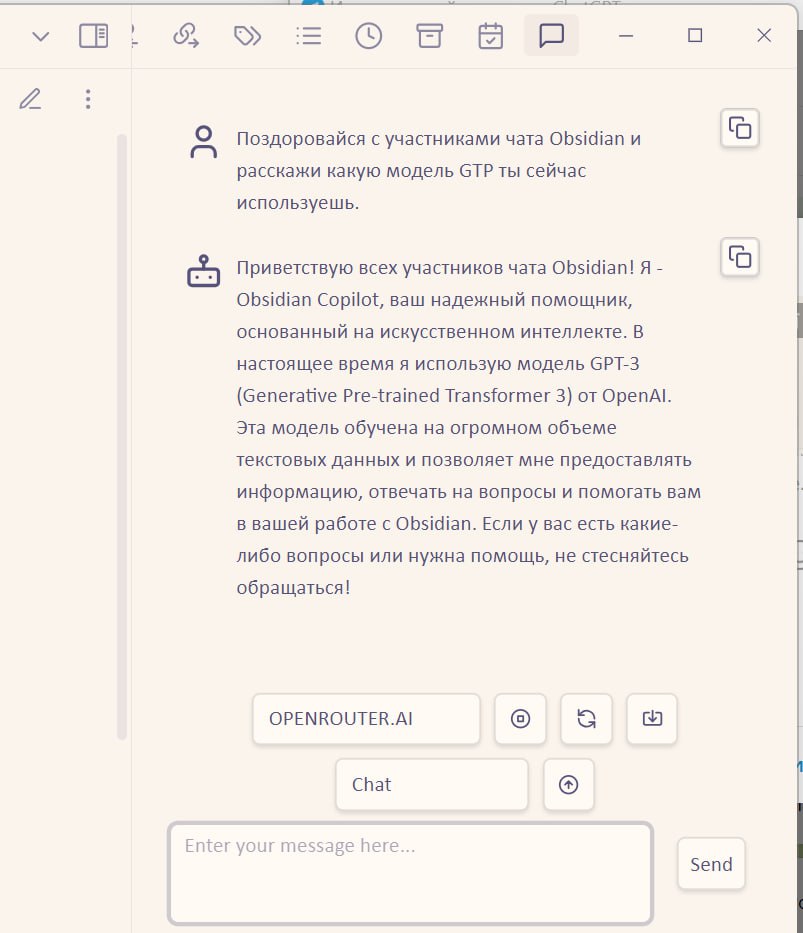 Поздоровайся с участниками чата Obsidian и
расскажи какую модель GTP ты сейчас
используешь.
Приветствую всех участников чата Obsidian! Я -
Obsidian Copilot, ваш надежный помощник,
основанный на искусственном интеллекте. В
настоящее время я использую модель GPT-3
(Generative Pre-trained Transformer 3) от OpenAI.
Эта модель обучена на огромном объеме
текстовых данных и позволяет мне предоставлять
информацию, отвечать на вопросы и помогать вам
в вашей работе с Obsidian. Если у вас есть какие-
либо вопросы или нужна помощь, не стесняйтесь
обращаться!
OPENROUTER.AI
Chat
Enter your message here...
Send